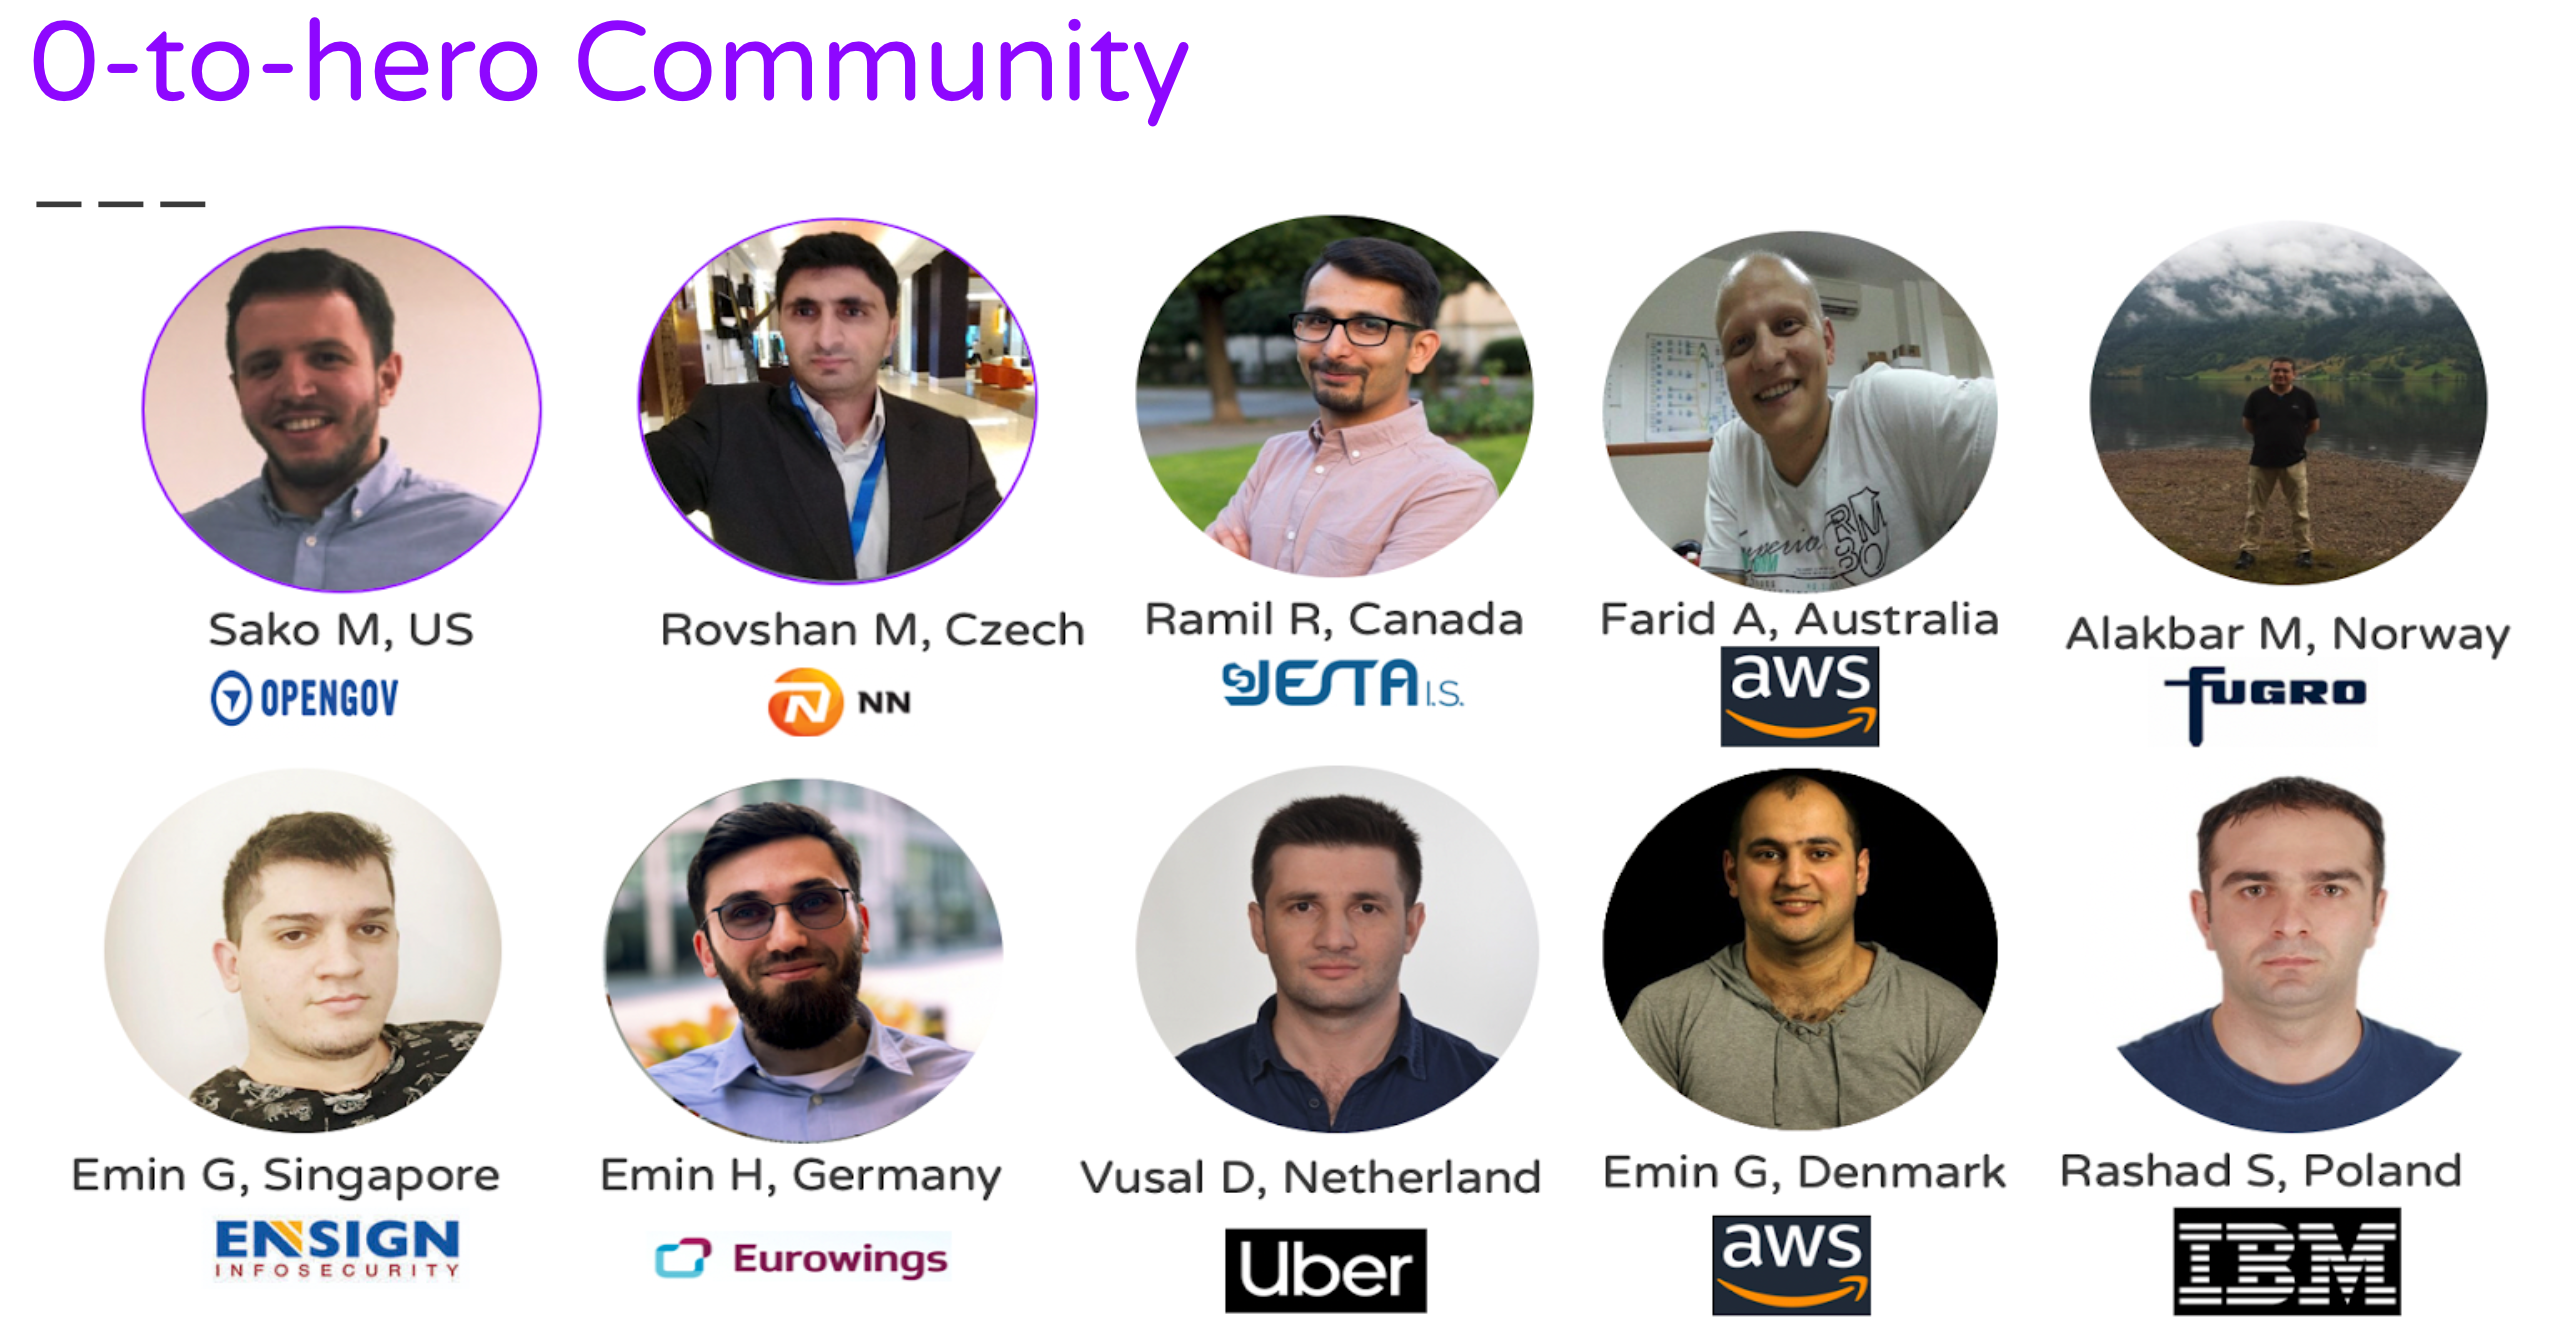 0-to-hero Community
Sako M, US
Rovshan M, Czech
Ramil R, Canada
Farid A, Australia
Alakbar M, Norway
OPENGOV
NN
JESTA I.S.
aws
FUGRO
Emin G, Singapore
Emin H, Germany
Vusal D, Netherland
Emin G, Denmark
Rashad S, Poland
ENSIGN
INFOSECURITY
Eurowings
Uber
aws
IBM